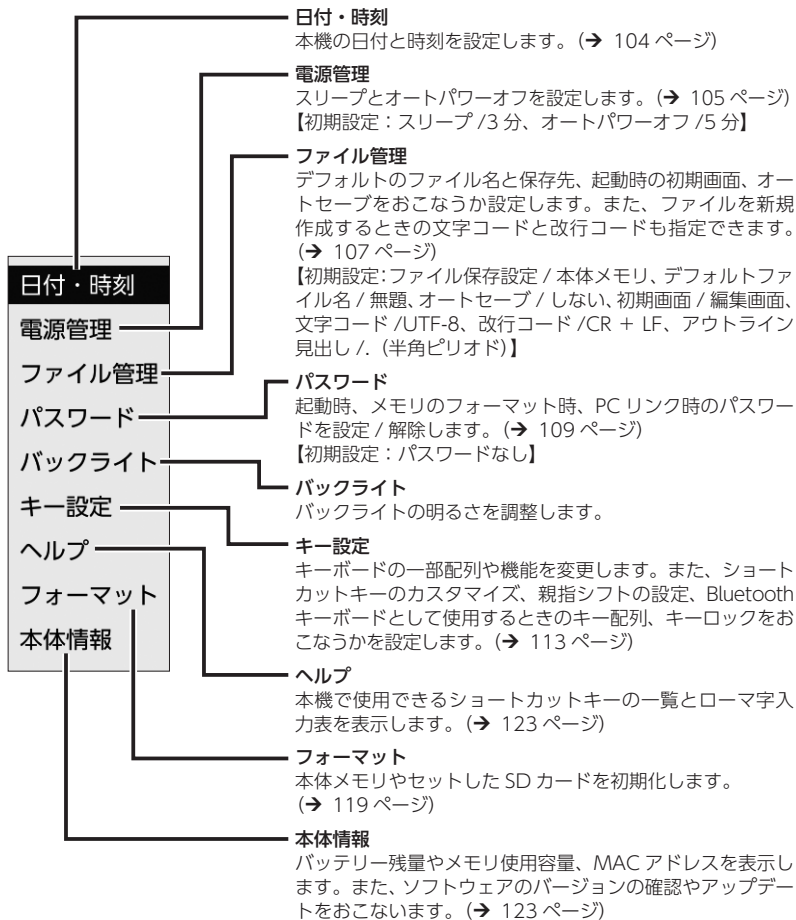 日付・時刻
本機の日付と時刻を設定します。(➔ 104 ページ)
電源管理
スリープとオートパワーオフを設定します。(➔ 105 ページ)
【初期設定：スリープ /3 分、オートパワーオフ /5 分】
ファイル管理
デフォルトのファイル名と保存先、起動時の初期画面、オー
トセーブをおこなうか設定します。また、ファイルを新規
作成するときの文字コードと改行コードも指定できます。
(➔ 107 ページ)
【初期設定：ファイル保存設定 / 本体メモリ、デフォルトファ
イル名 / 無題、オートセーブ / しない、初期画面 / 編集画面、
文字コード /UTF-8、改行コード /CR + LF、アウトライン
見出し /.（半角ピリオド）】
パスワード
起動時、メモリのフォーマット時、PC リンク時のパスワー
ドを設定 / 解除します。(➔ 109 ページ)
【初期設定：パスワードなし】
バックライト
バックライトの明るさを調整します。
キー設定
キーボードの一部配列や機能を変更します。また、ショート
カットキーのカスタマイズ、親指シフトの設定、Bluetooth
キーボードとして使用するときのキー配列、キーロックをお
こなうかを設定します。(➔ 113 ページ)
ヘルプ
本機で使用できるショートカットキーの一覧とローマ字入
力表を表示します。(➔ 123 ページ)
フォーマット
本体メモリやセットした SD カードを初期化します。
(➔ 119 ページ)
本体情報
バッテリー残量やメモリ使用容量、MAC アドレスを表示し
ます。また、ソフトウェアのバージョンの確認やアップデー
トをおこないます。(➔ 123 ページ)
日付・時刻
電源管理
ファイル管理
パスワード
バックライト
キー設定
ヘルプ
フォーマット
本体情報